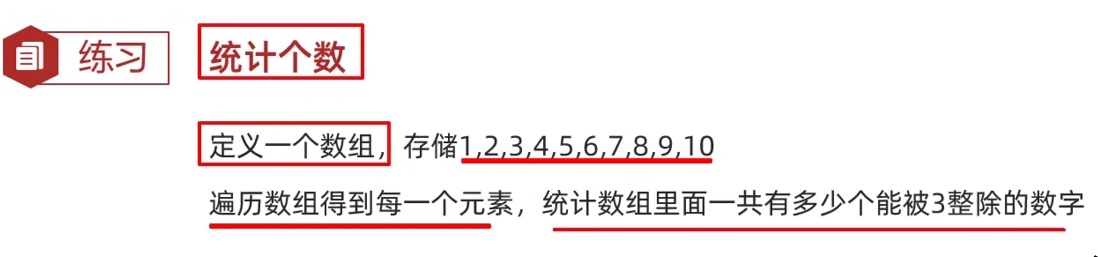 练习
统计个数
定义一个数组，存储1,2,3,4,5,6,7,8,9,10
遍历数组得到每一个元素，统计数组里面一共有多少个能被3整除的数字